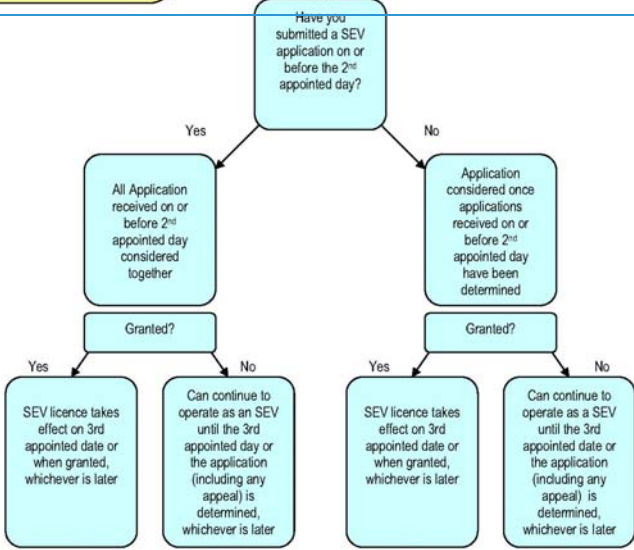 Have you
submitted a SEV
application on or
before the 2nd
appointed day?
Yes
No
All Application
received on or
before 2nd
appointed day
considered
together
Application
considered once
applications
received on or
before 2nd
appointed day
have been
determined
Granted?
Granted?
Yes
No
Yes
No
SEV licence takes
effect on 3rd
appointed date or
when granted,
whichever is later
Can continue to
operate as an SEV
until the 3rd
appointed day or
the application
(including any
appeal) is
determined,
whichever is later
SEV licence takes
effect on 3rd
appointed date or
when granted,
whichever is later
Can continue to
operate as a SEV
until the 3rd
appointed date or
the application
(including any
appeal) is
determined,
whichever is later